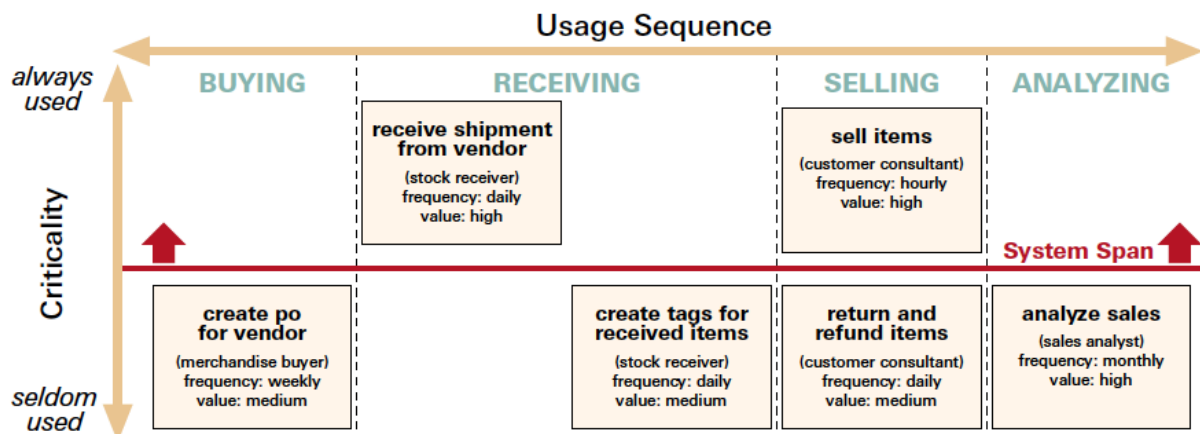 Usage Sequence
always
used
BUYING
RECEIVING
SELLING
ANALYZING
receive shipment
from vendor
(stock receiver)
frequency: daily
value: high
sell items
(customer consultant)
frequency: hourly
value: high
Criticality
System Span
create po
for vendor
(merchandise buyer)
frequency: weekly
value: medium
create tags for
received items
(stock receiver)
frequency: daily
value: medium
return and
refund items
(customer consultant)
frequency: daily
value: medium
analyze sales
(sales analyst)
frequency: monthly
value: high
seldom
used